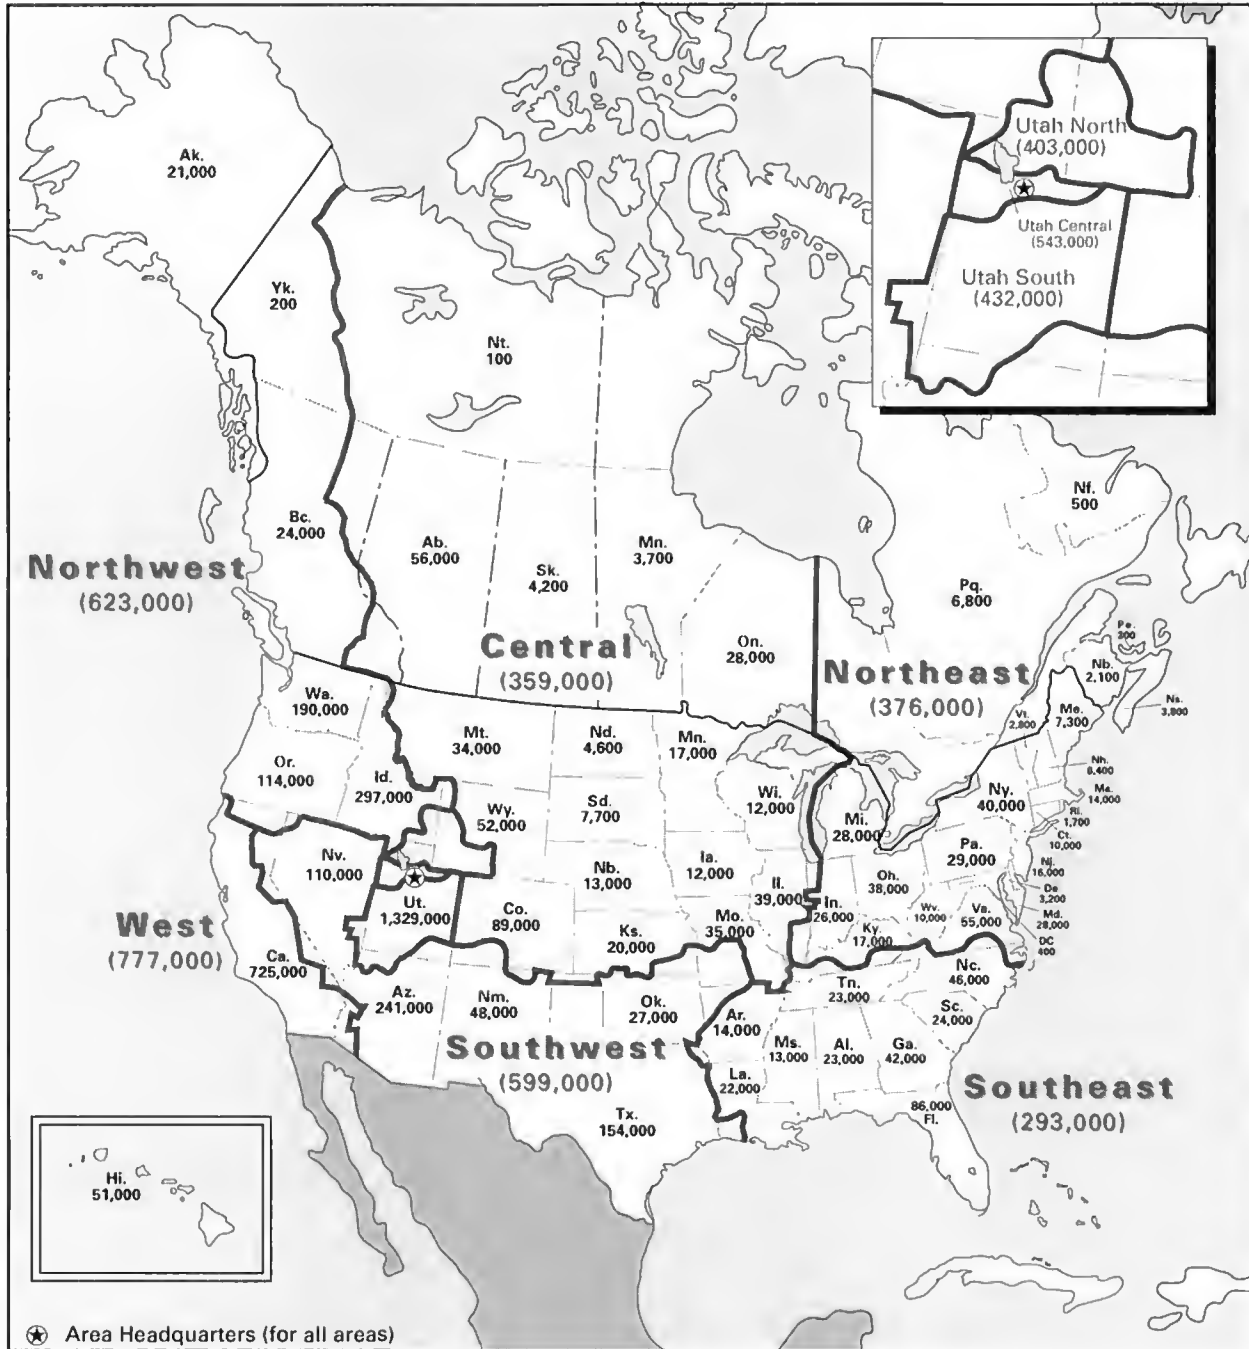 Ak.
21,000
Yk.
200
Nt.
100
Bc.
24,000
Ab.
56,000
Sk.
4,200
Mn.
3,700
On.
28,000
Pq.
6,800
Nf.
500
Pe.
300
Nb.
2,100
Ns.
3,800
Utah North
(403,000)
Utah Central
(543,000)
Utah South
(432,000)
Northwest
(623,000)
Central
(359,000)
Northeast
(376,000)
Wa.
190,000
Or.
114,000
Id.
297,000
Mt.
34,000
Nd.
4,600
Mn.
17,000
Wi.
12,000
Mi.
28,000
Vt.
2,800
Me.
7,300
Nh.
6,400
Ma.
14,000
Ri.
1,700
Ct.
10,000
Ny.
40,000
Pa.
29,000
Nj.
16,000
De
3,200
Md.
28,000
DC
400
Wy.
52,000
Sd.
7,700
Nb.
13,000
Ia.
12,000
Il.
39,000
In.
26,000
Oh.
38,000
Wv.
10,000
Va.
55,000
Ky.
17,000
Nv.
110,000
Ut.
1,329,000
Co.
89,000
Ks.
20,000
Mo.
35,000
West
(777,000)
Ca.
725,000
Az.
241,000
Nm.
48,000
Ok.
27,000
Ar.
14,000
Tn.
23,000
Nc.
46,000
Sc.
24,000
Ms.
13,000
Al.
23,000
Ga.
42,000
La.
22,000
Southwest
(599,000)
Tx.
154,000
86,000
Fl.
Southeast
(293,000)
Hi.
51,000
Area Headquarters (for all areas)